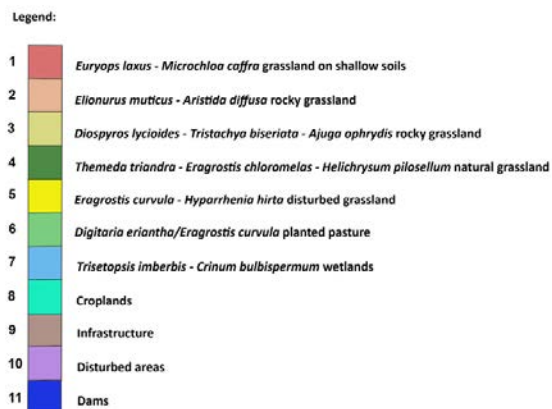 Legend:
1 Euryops laxus - Microchloa caffra grassland on shallow soils
2 Elionurus muticus - Aristida diffusa rocky grassland
3 Diospyros lycioides - Tristachya biseriata - Ajuga ophrydis rocky grassland
4 Themeda triandra - Eragrostis chloromelas - Helichrysum pilosellum natural grassland
5 Eragrostis curvula - Hyparrhenia hirta disturbed grassland
6 Digitaria eriantha/Eragrostis curvula planted pasture
7 Trisetopsis imberbis - Crinum bulbispermum wetlands
8 Croplands
9 Infrastructure
10 Disturbed areas
11 Dams